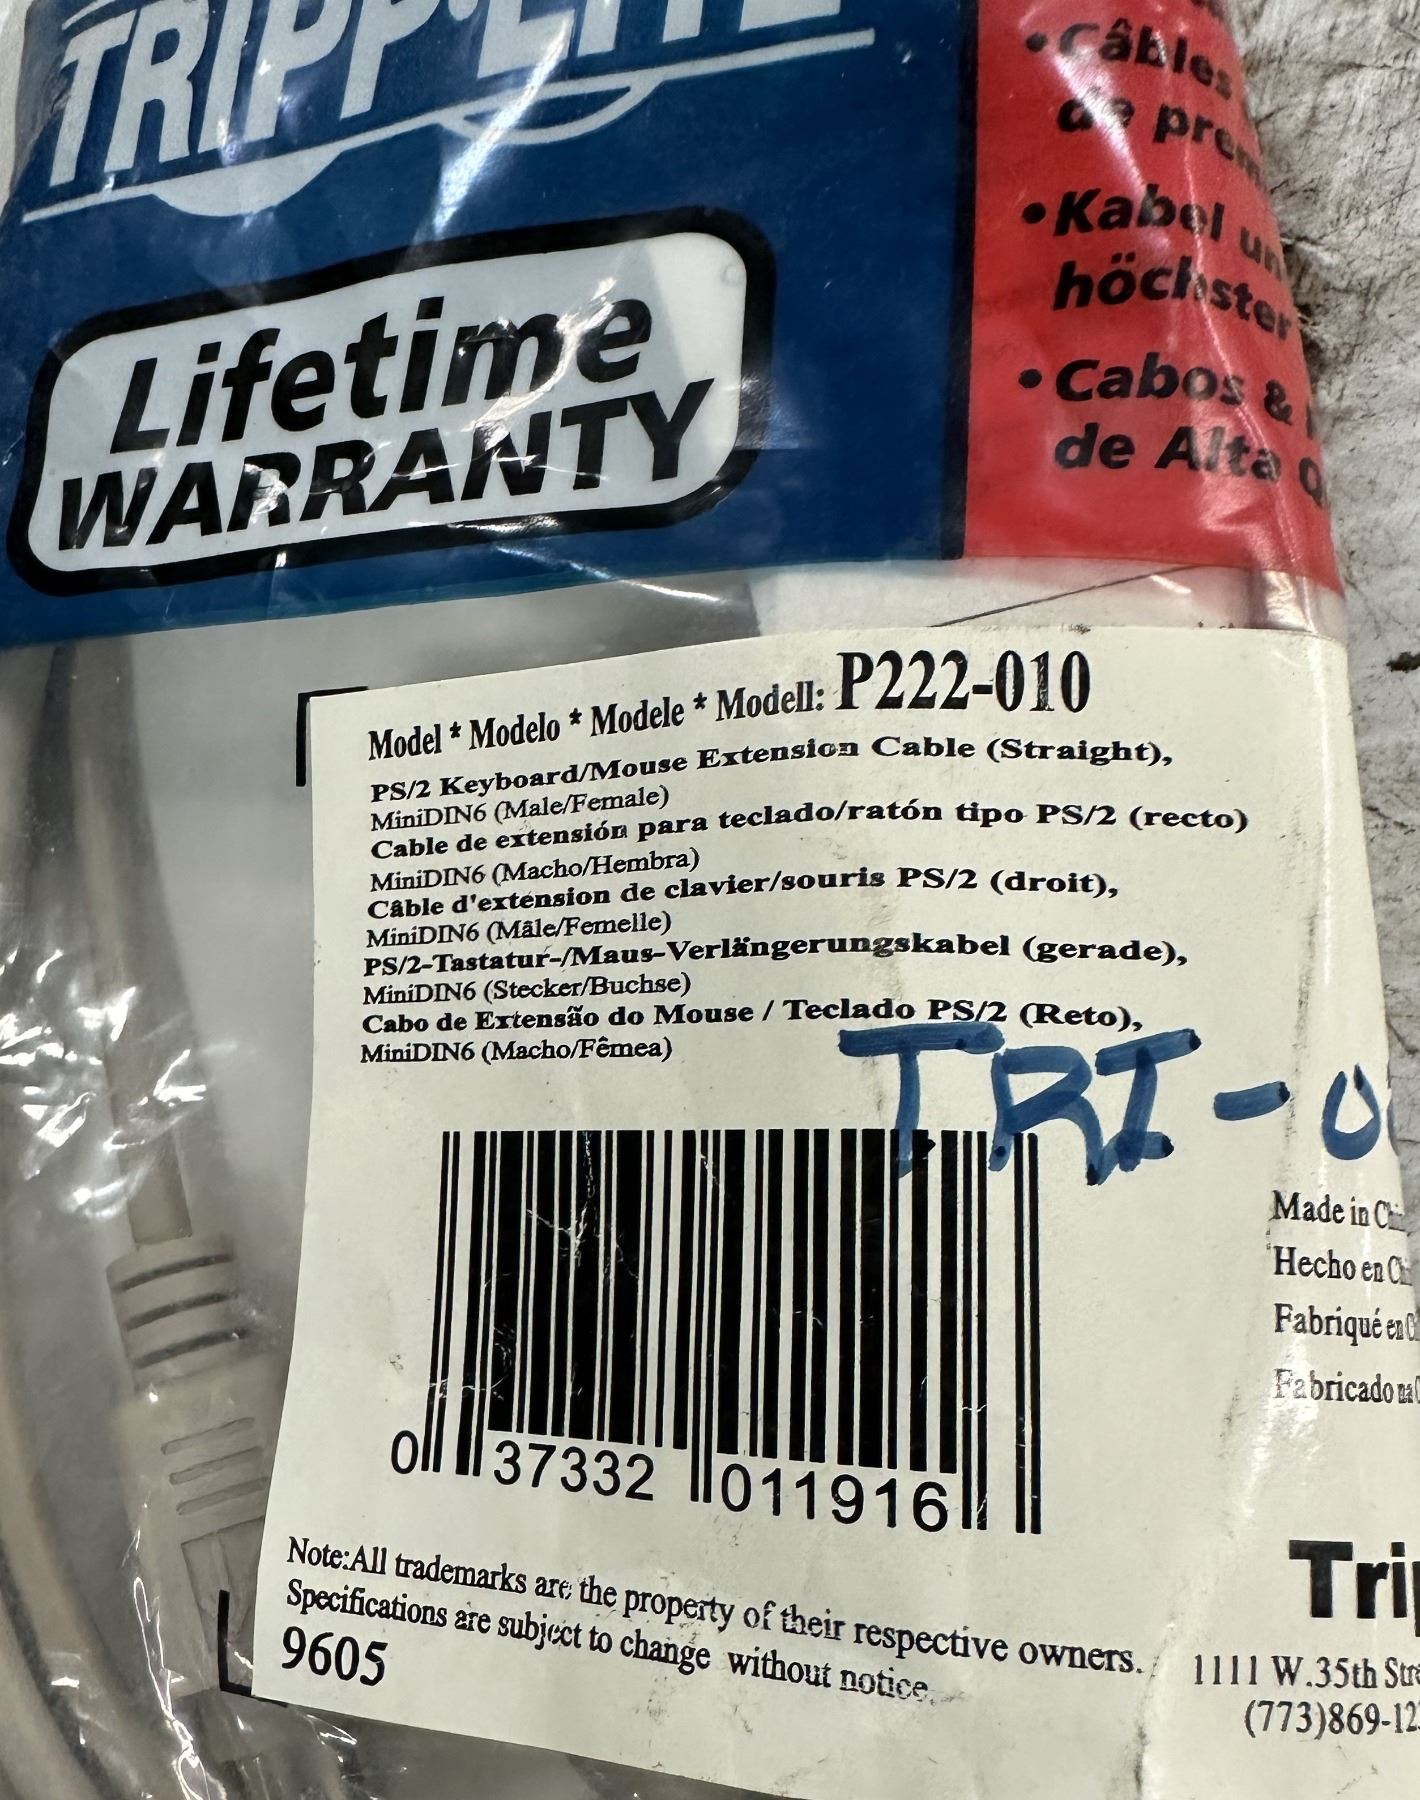 TRIPP·LITE
Lifetime
WARRANTY
•Câbles
de
•Kabel
höchster
•Cabos &
de Alta
Model * Modelo * Modele * Modell: P222-010
PS/2 Keyboard/Mouse Extension Cable (Straight),
MiniDIN6 (Male/Female)
Cable de extensión para teclado/ratón tipo PS/2 (recto)
MiniDIN6 (Macho/Hembra)
Câble d'extension de clavier/souris PS/2 (droit),
MiniDIN6 (Mâle/Femelle)
PS/2-Tastatur-/Maus-Verlängerungskabel (gerade),
MiniDIN6 (Stecker/Buchse)
Cabo de Extensão do Mouse / Teclado PS/2 (Reto),
MiniDIN6 (Macho/Fêmea)
TRI-
Made in
Hecho en
Fabriqué en
Fabricado na
0 37332 011916
Note:All trademarks are the property of their respective owners.
Specifications are subject to change without notice.
9605
1111 W.35th